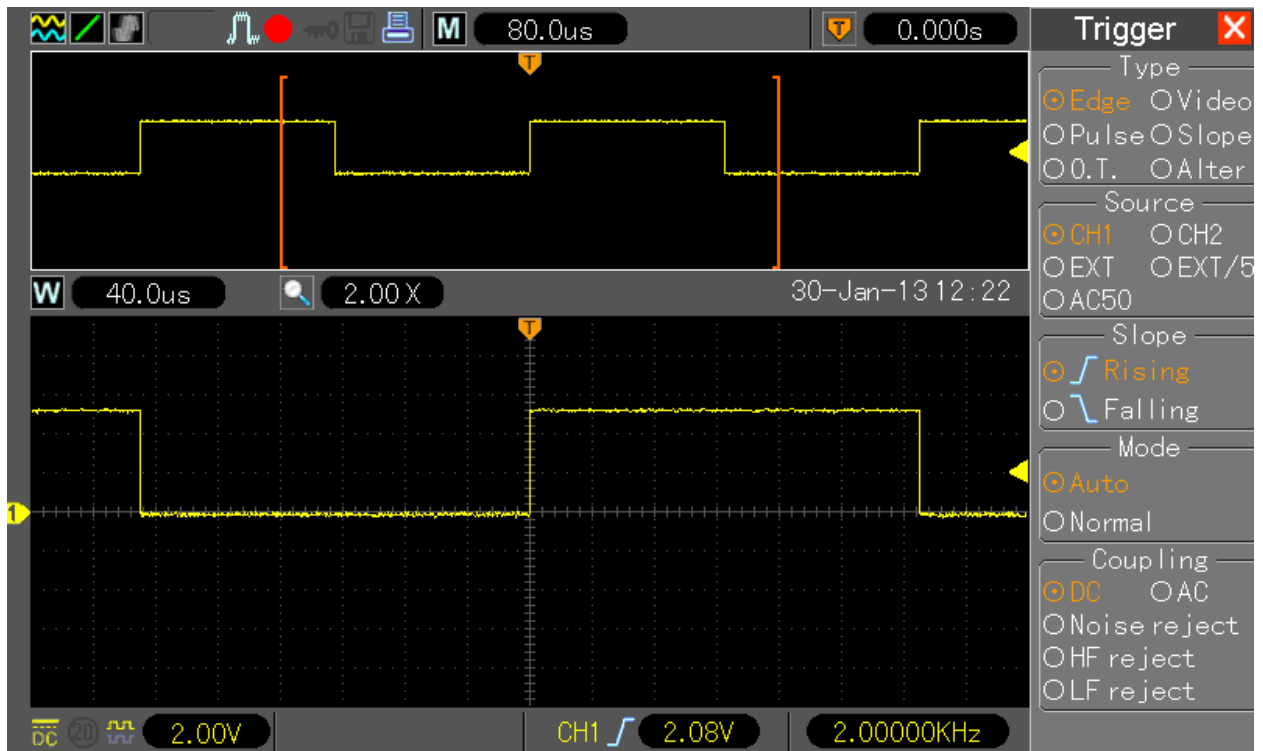 M 80.0us T 0.000s
T
W 40.0us 2.00X 30-Jan-13 12:22
T
1
DC 2D 2.00V CH1 2.08V 2.00000KHz
Trigger X
Type
Edge Video
Pulse Slope
O.T. Alter
Source
CH1 CH2
EXT EXT/5
AC50
Slope
Rising
Falling
Mode
Auto
Normal
Coupling
DC AC
Noise reject
HF reject
LF reject